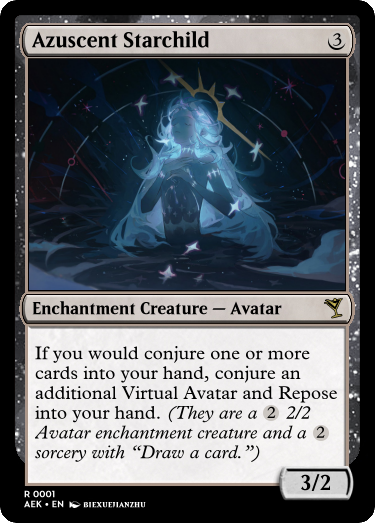 Azuscent Starchild 3
Enchantment Creature — Avatar
If you would conjure one or more
cards into your hand, conjure an
additional Virtual Avatar and Repose
into your hand. (They are a 2 2/2
Avatar enchantment creature and a 2
sorcery with “Draw a card.”)
3/2
R 0001
AEK • EN BIEXUEJIANZHU